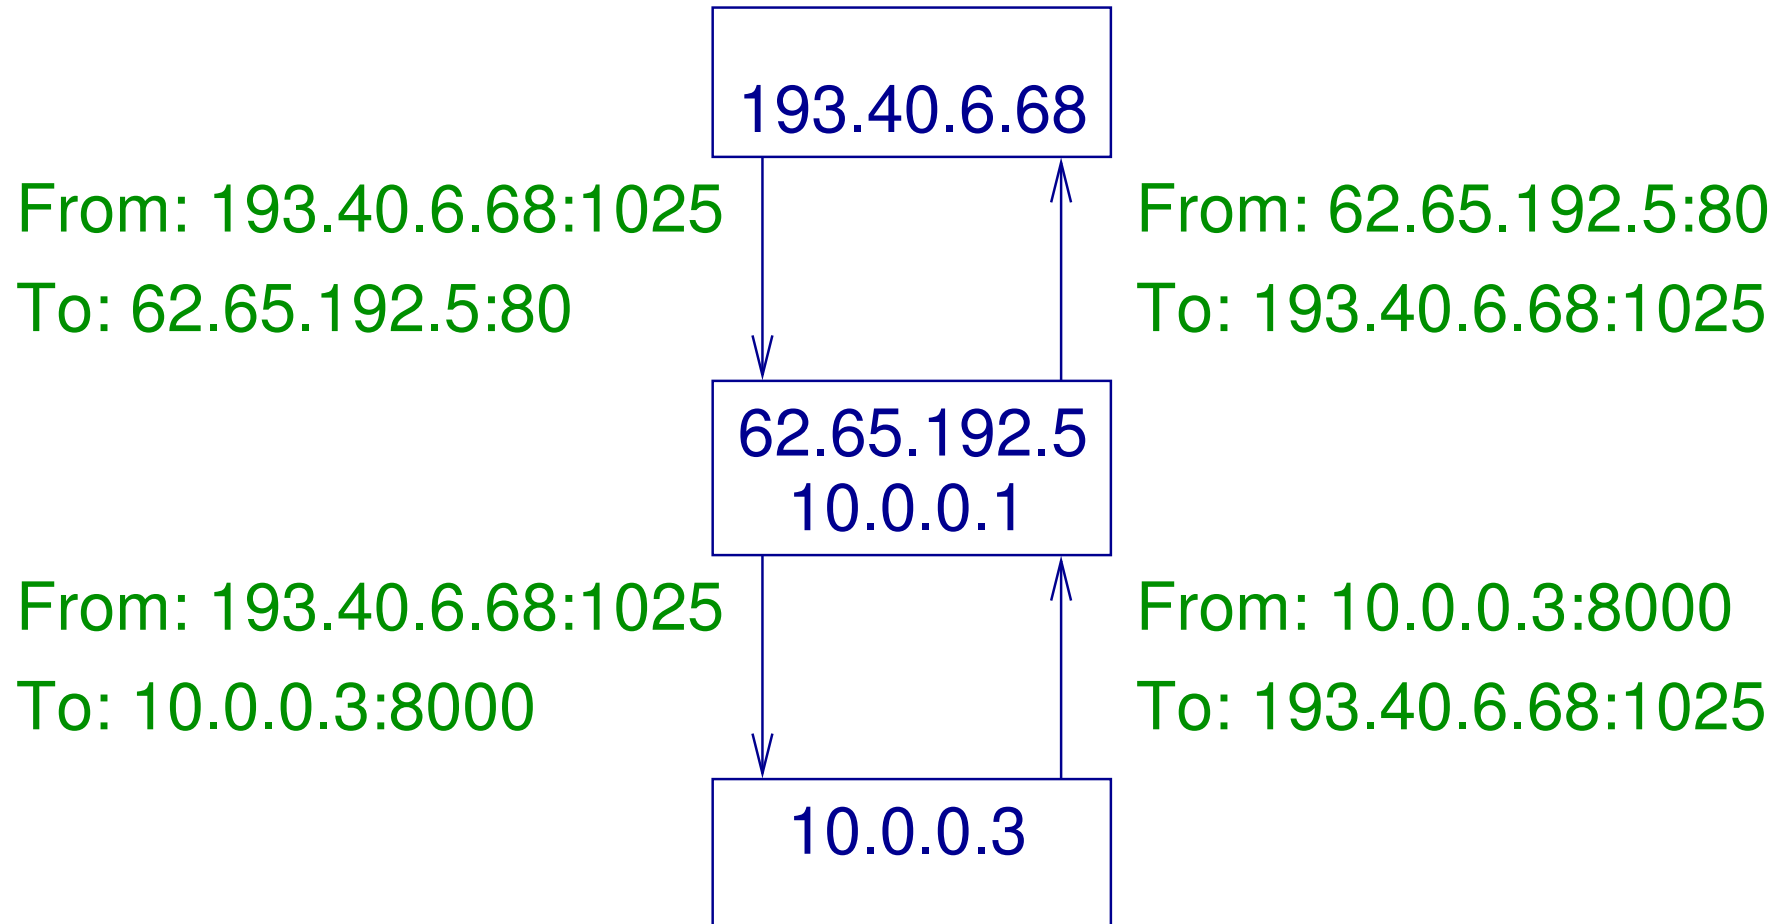 193.40.6.68
From: 193.40.6.68:1025
To: 62.65.192.5:80
From: 62.65.192.5:80
To: 193.40.6.68:1025
62.65.192.5
10.0.0.1
From: 193.40.6.68:1025
To: 10.0.0.3:8000
From: 10.0.0.3:8000
To: 193.40.6.68:1025
10.0.0.3